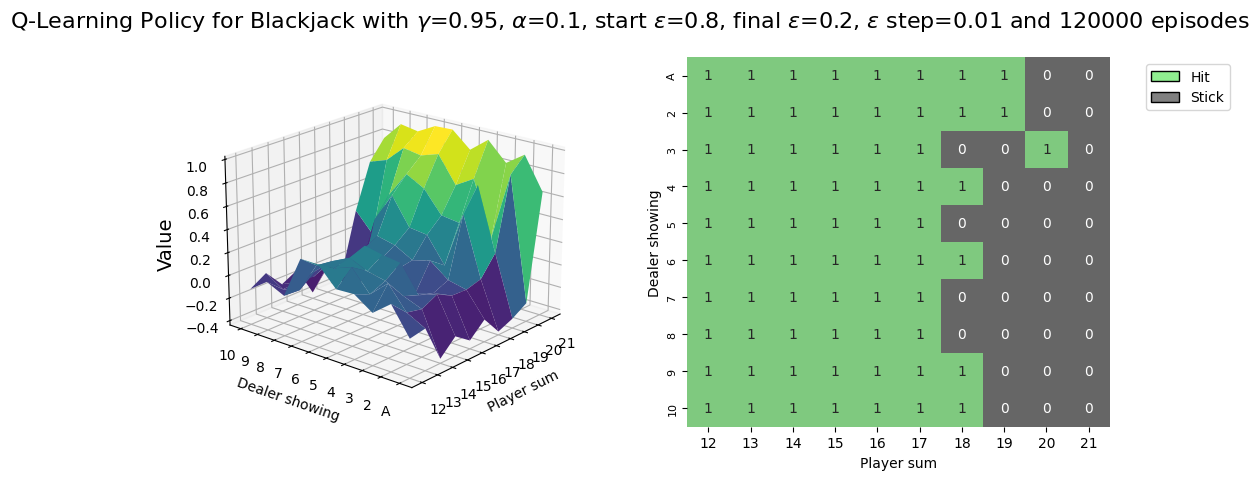 Q-Learning Policy for Blackjack with γ=0.95, α=0.1, start ε=0.8, final ε=0.2, ε step=0.01 and 120000 episodes
1.0
0.8
0.6
0.4
0.2
0.0
−0.2
−0.4
Value
10 9 8 7 6 5 4 3 2 A
Dealer showing
12 13 14 15 16 17 18 19 20 21
Player sum
Dealer showing
A 1 1 1 1 1 1 1 1 0 0
2 1 1 1 1 1 1 1 1 0 0
3 1 1 1 1 1 1 0 0 1 0
4 1 1 1 1 1 1 1 0 0 0
5 1 1 1 1 1 1 0 0 0 0
6 1 1 1 1 1 1 1 0 0 0
7 1 1 1 1 1 1 0 0 0 0
8 1 1 1 1 1 1 0 0 0 0
9 1 1 1 1 1 1 1 0 0 0
10 1 1 1 1 1 1 1 0 0 0
12 13 14 15 16 17 18 19 20 21
Player sum
Hit
Stick